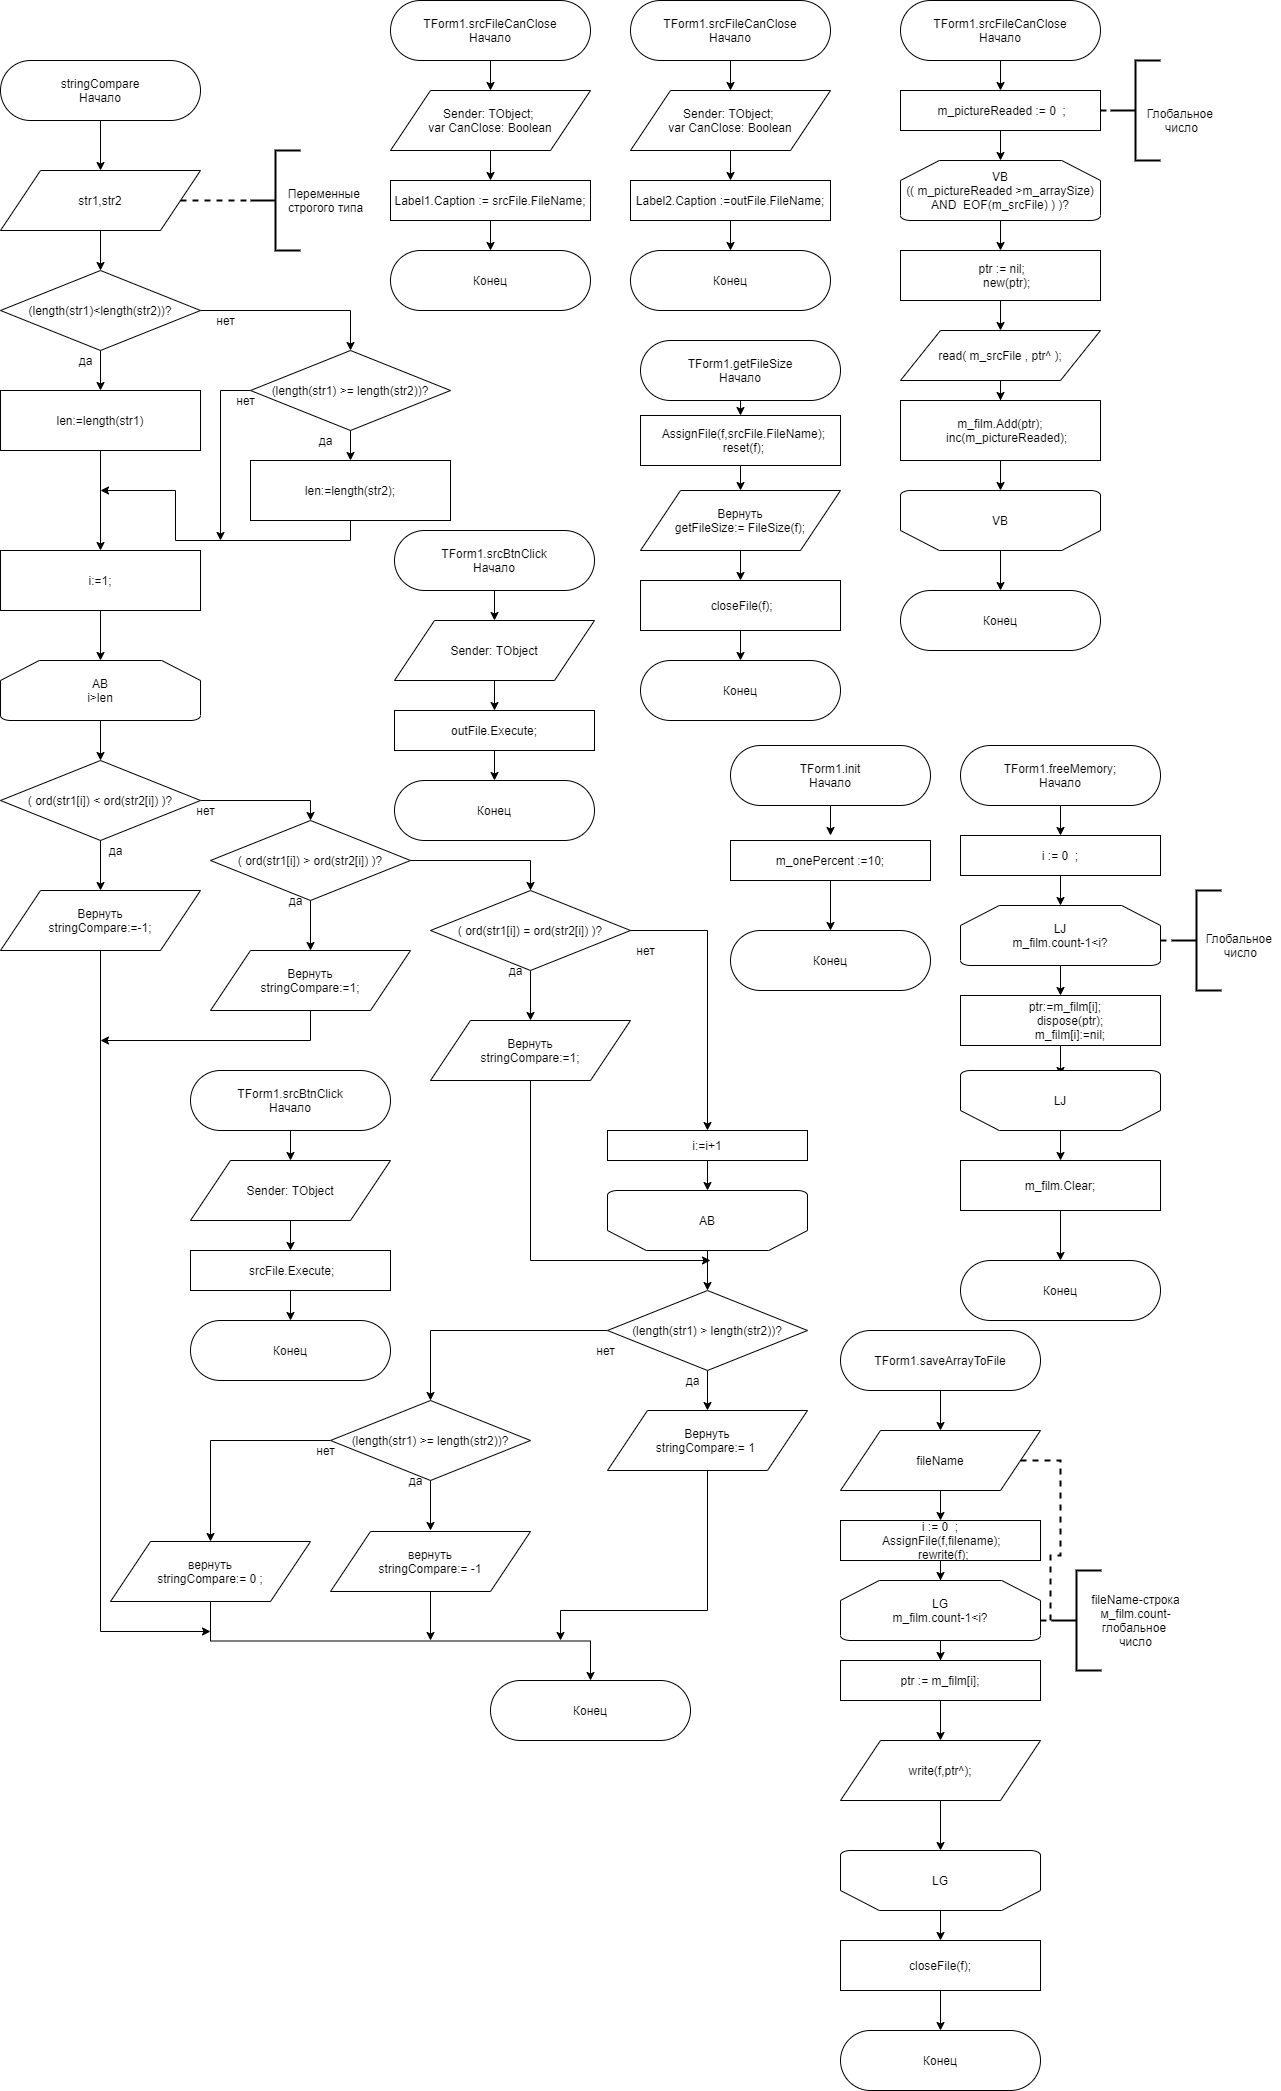 stringCompare
Начало
str1,str2
Переменные
строгого типа
(length(str1)<length(str2))?
нет
да
len:=length(str1)
(length(str1) >= length(str2))?
нет
да
len:=length(str2);
i:=1;
AB
i>len
( ord(str1[i]) < ord(str2[i]) )?
нет
да
Вернуть
stringCompare:=-1;
( ord(str1[i]) > ord(str2[i]) )?
да
Вернуть
stringCompare:=1;
( ord(str1[i]) = ord(str2[i]) )?
нет
да
Вернуть
stringCompare:=1;
i:=i+1
AB
(length(str1) > length(str2))?
нет
да
Вернуть
stringCompare:= 1
(length(str1) >= length(str2))?
нет
да
вернуть
stringCompare:= 0 ;
вернуть
stringCompare:= -1
Конец
TForm1.srcFileCanClose
Начало
Sender: TObject;
var CanClose: Boolean
Label1.Caption := srcFile.FileName;
Конец
TForm1.srcFileCanClose
Начало
Sender: TObject;
var CanClose: Boolean
Label2.Caption :=outFile.FileName;
Конец
TForm1.srcFileCanClose
Начало
m_pictureReaded := 0 ;
Глобальное
число
VB
(( m_pictureReaded >m_arraySize)
AND EOF(m_srcFile) ) )?
ptr := nil;
new(ptr);
read( m_srcFile , ptr^ );
m_film.Add(ptr);
inc(m_pictureReaded);
VB
Конец
TForm1.getFileSize
Начало
AssignFile(f,srcFile.FileName);
reset(f);
Вернуть
getFileSize:= FileSize(f);
closeFile(f);
Конец
TForm1.srcBtnClick
Начало
Sender: TObject
outFile.Execute;
Конец
TForm1.init
Начало
m_onePercent :=10;
Конец
TForm1.freeMemory;
Начало
i := 0 ;
LJ
m_film.count-1<i?
Глобальное
число
ptr:=m_film[i];
dispose(ptr);
m_film[i]:=nil;
LJ
m_film.Clear;
Конец
TForm1.srcBtnClick
Начало
Sender: TObject
srcFile.Execute;
Конец
TForm1.saveArrayToFile
fileName
i := 0 ;
AssignFile(f,filename);
rewrite(f);
LG
m_film.count-1<i?
fileName-строка
м_film.count-
глобальное
число
ptr := m_film[i];
write(f,ptr^);
LG
closeFile(f);
Конец